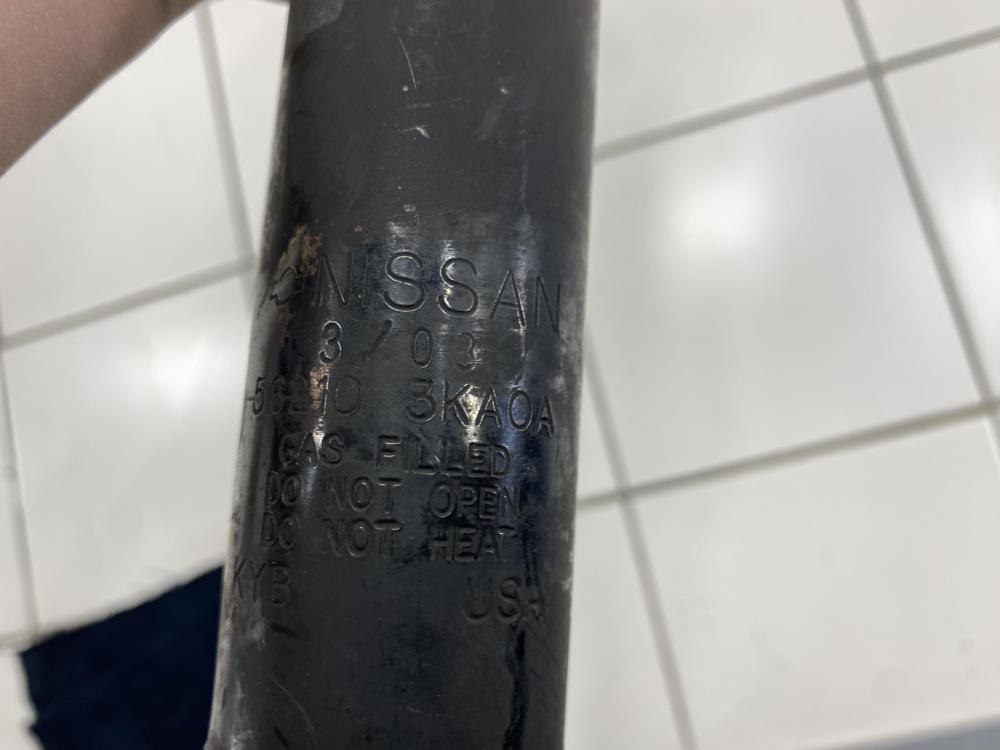 NISSAN
3/03
56210 3KA0A
GAS FILLED
DO NOT OPEN
DO NOT HEAT
KYB USA